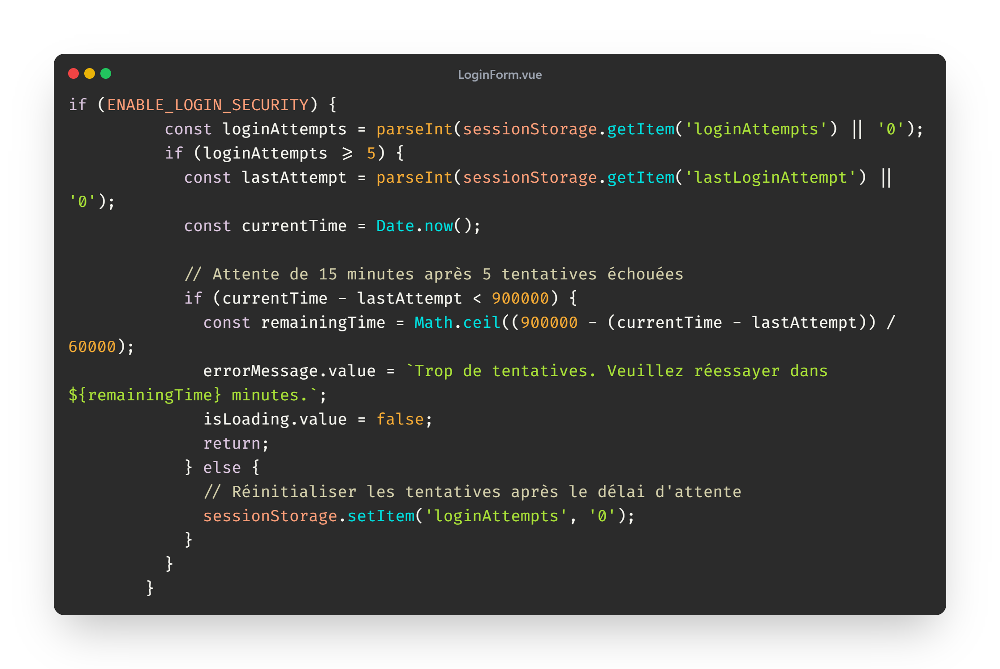 LoginForm.vue
if (ENABLE_LOGIN_SECURITY) {
          const loginAttempts = parseInt(sessionStorage.getItem('loginAttempts') || '0');
          if (loginAttempts >= 5) {
            const lastAttempt = parseInt(sessionStorage.getItem('lastLoginAttempt') ||
'0');
            const currentTime = Date.now();

            // Attente de 15 minutes après 5 tentatives échouées
            if (currentTime - lastAttempt < 900000) {
              const remainingTime = Math.ceil((900000 - (currentTime - lastAttempt)) /
60000);
              errorMessage.value = `Trop de tentatives. Veuillez réessayer dans
${remainingTime} minutes.`;
              isLoading.value = false;
              return;
            } else {
              // Réinitialiser les tentatives après le délai d'attente
              sessionStorage.setItem('loginAttempts', '0');
            }
          }
        }